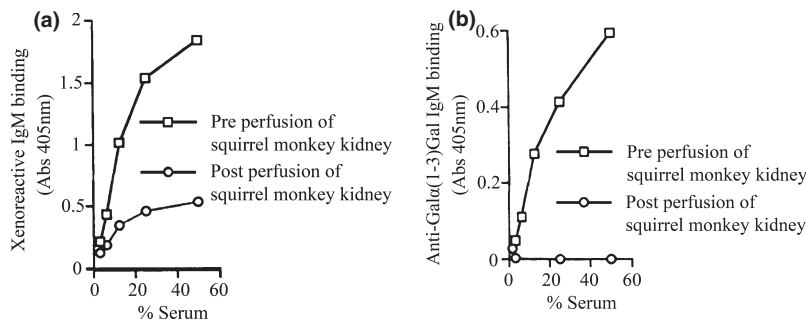 (a)
Xenoreactive IgM binding
(Abs 405nm)
2
1.5
1
0.5
0
0 20 40 60
% Serum
Pre perfusion of
squirrel monkey kidney
Post perfusion of
squirrel monkey kidney
(b)
Anti-Galα(1-3)Gal IgM binding
(Abs 405nm)
0.6
0.4
0.2
0
0 20 40 60
% Serum
Pre perfusion of
squirrel monkey kidney
Post perfusion of
squirrel monkey kidney